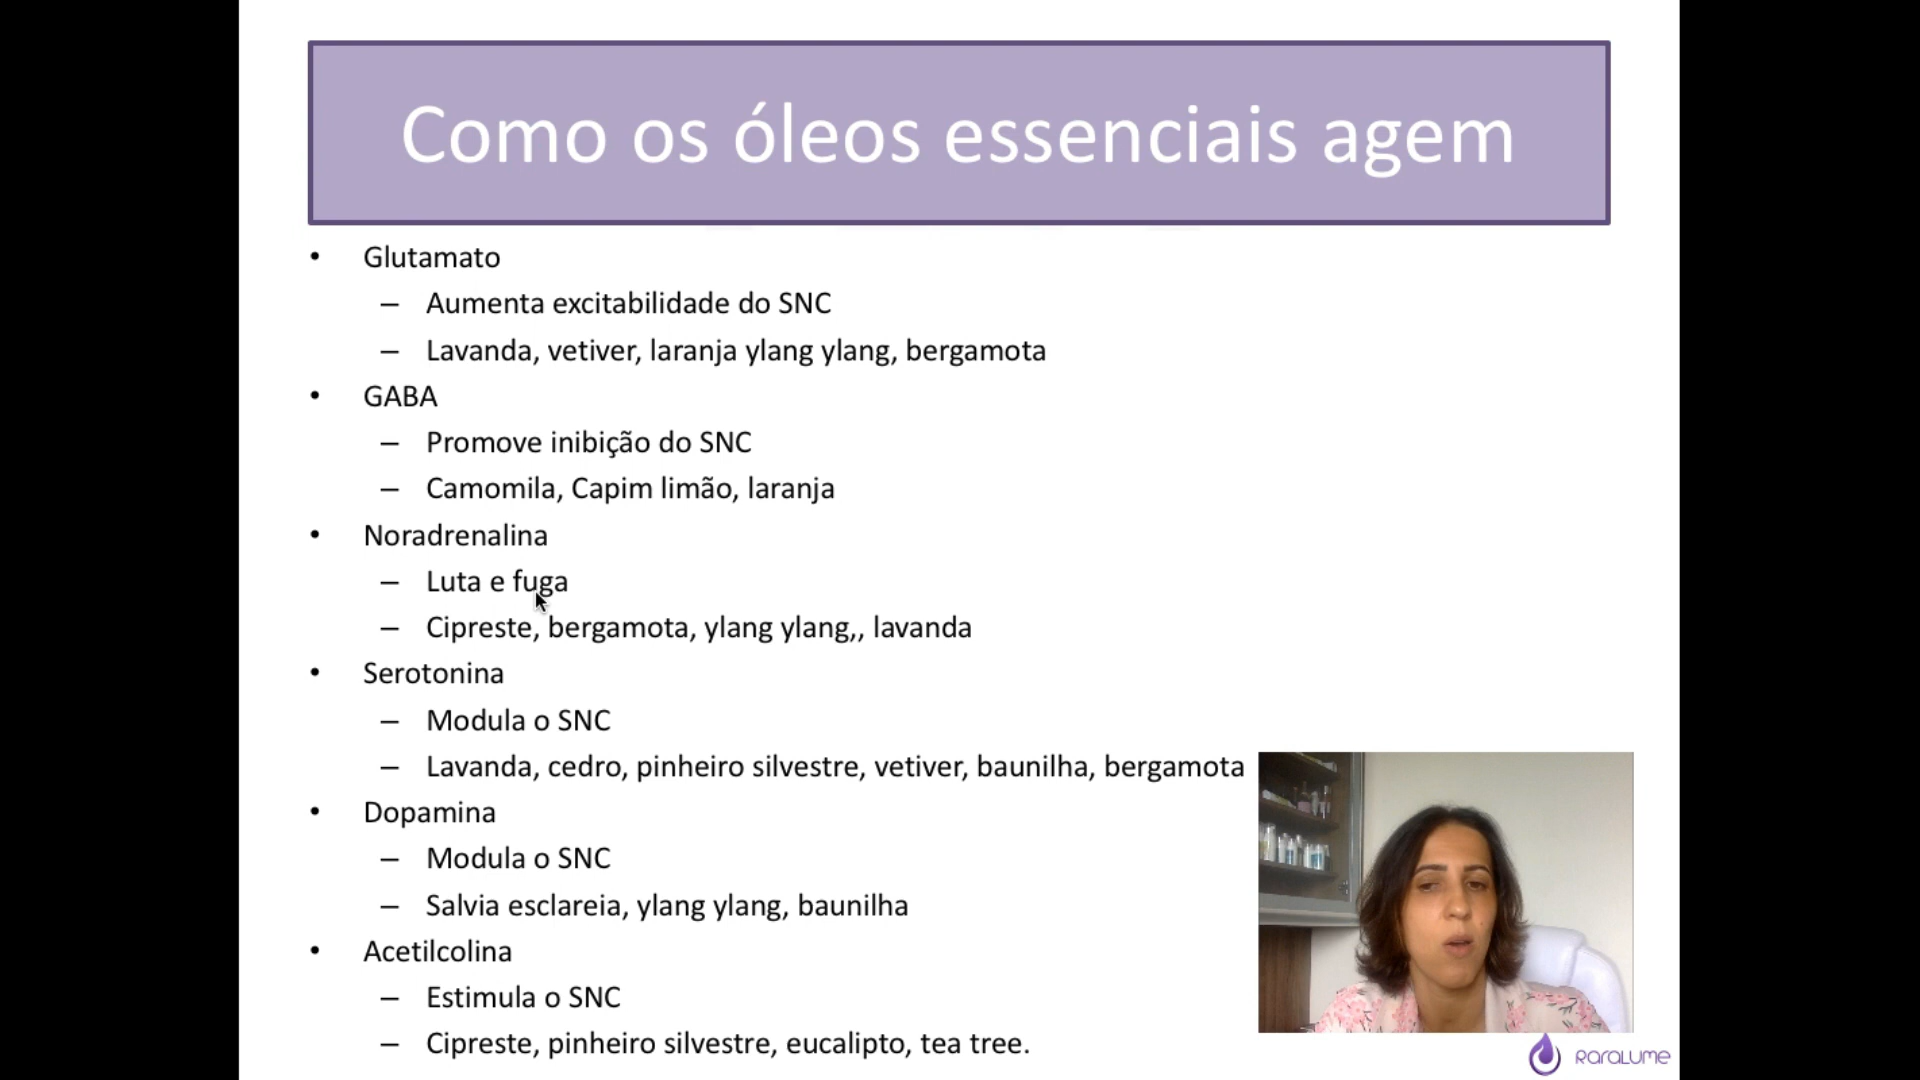 Como os óleos essenciais agem
• Glutamato
– Aumenta excitabilidade do SNC
– Lavanda, vetiver, laranja ylang ylang, bergamota
• GABA
– Promove inibição do SNC
– Camomila, Capim limão, laranja
• Noradrenalina
– Luta e fuga
– Cipreste, bergamota, ylang ylang,, lavanda
• Serotonina
– Modula o SNC
– Lavanda, cedro, pinheiro silvestre, vetiver, baunilha, bergamota
• Dopamina
– Modula o SNC
– Salvia esclareia, ylang ylang, baunilha
• Acetilcolina
– Estimula o SNC
– Cipreste, pinheiro silvestre, eucalipto, tea tree.
RaraLume